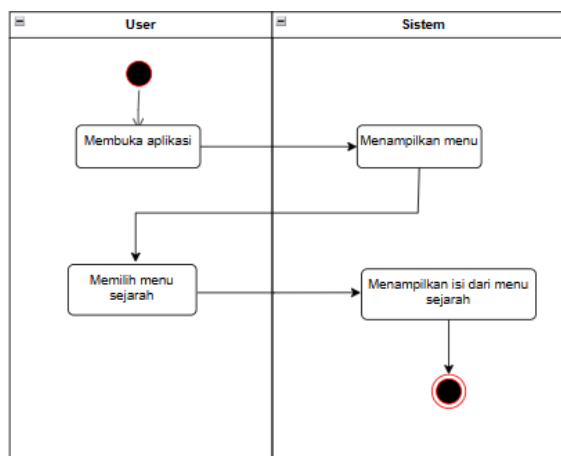 User
Sistem
Membuka aplikasi
Menampilkan menu
Memilih menu
sejarah
Menampilkan isi dari menu
sejarah